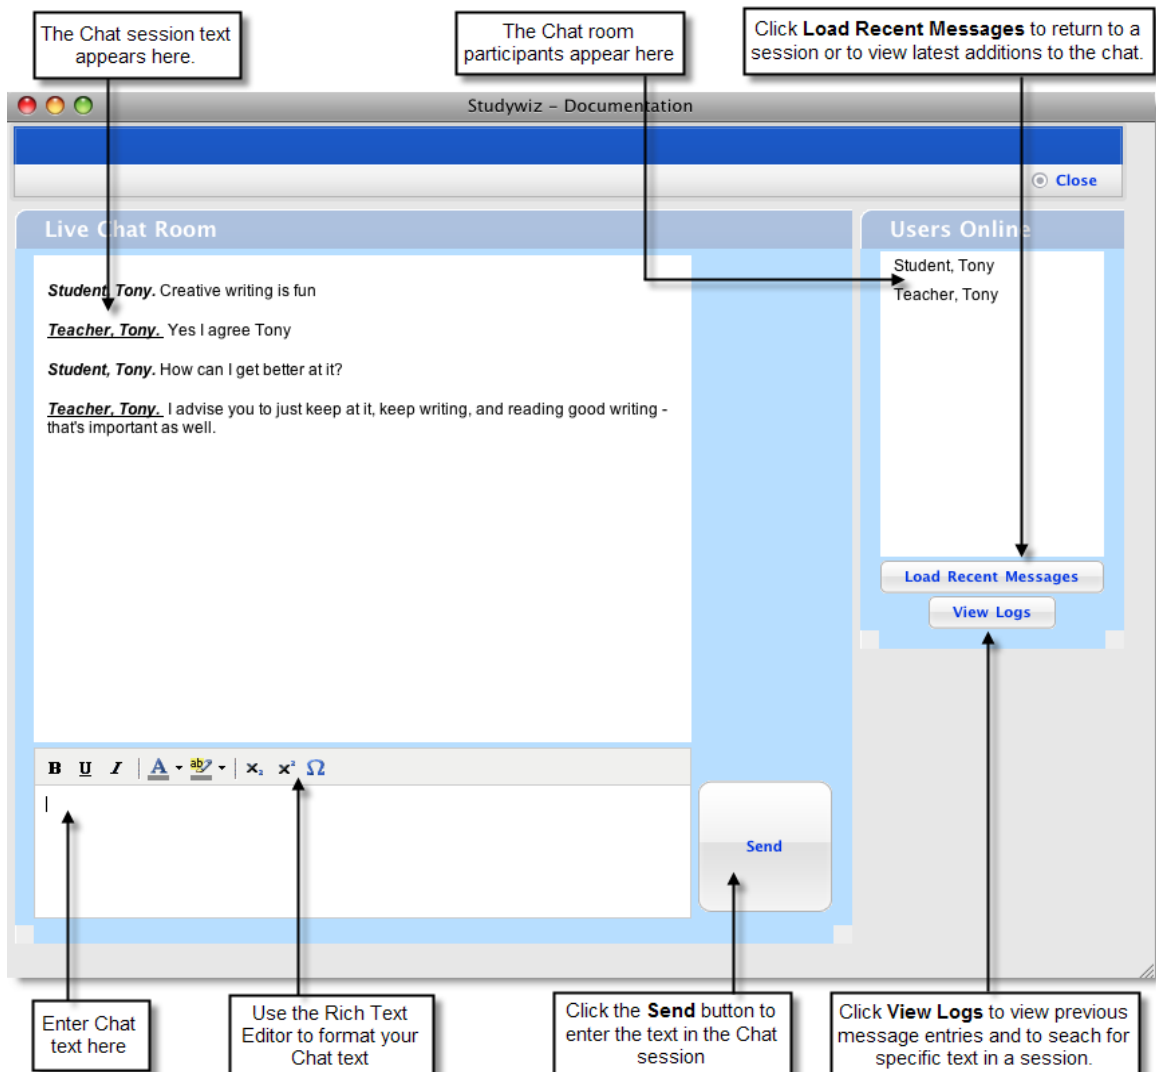 The Chat session text
appears here.
The Chat room
participants appear here
Click Load Recent Messages to return to a
session or to view latest additions to the chat.
Studywiz – Documentation
Close
Live Chat Room
Users Online
Student, Tony. Creative writing is fun
Teacher, Tony. Yes I agree Tony
Student, Tony. How can I get better at it?
Teacher, Tony. I advise you to just keep at it, keep writing, and reading good writing -
that's important as well.
Student, Tony
Teacher, Tony
Load Recent Messages
View Logs
B U I A ab x₂ x² Ω
Send
Enter Chat
text here
Use the Rich Text
Editor to format your
Chat text
Click the Send button to
enter the text in the Chat
session
Click View Logs to view previous
message entries and to seach for
specific text in a session.